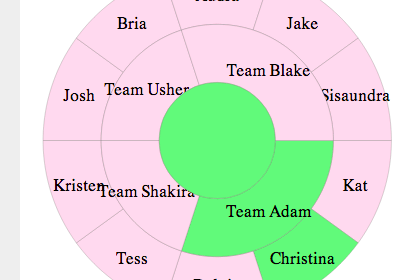 Bria
Jake
Team Blake
Josh
Team Usher
Sisaundra
Kristen
Team Shakira
Kat
Team Adam
Tess
Christina